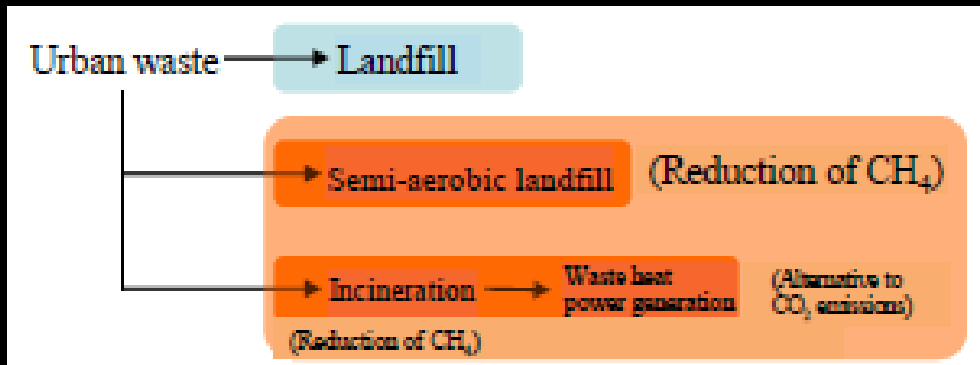 Urban waste
Landfill
Semi-aerobic landfill
(Reduction of CH₄)
Incineration
Waste heat
power generation
(Alternative to
CO₂ emissions)
(Reduction of CH₄)